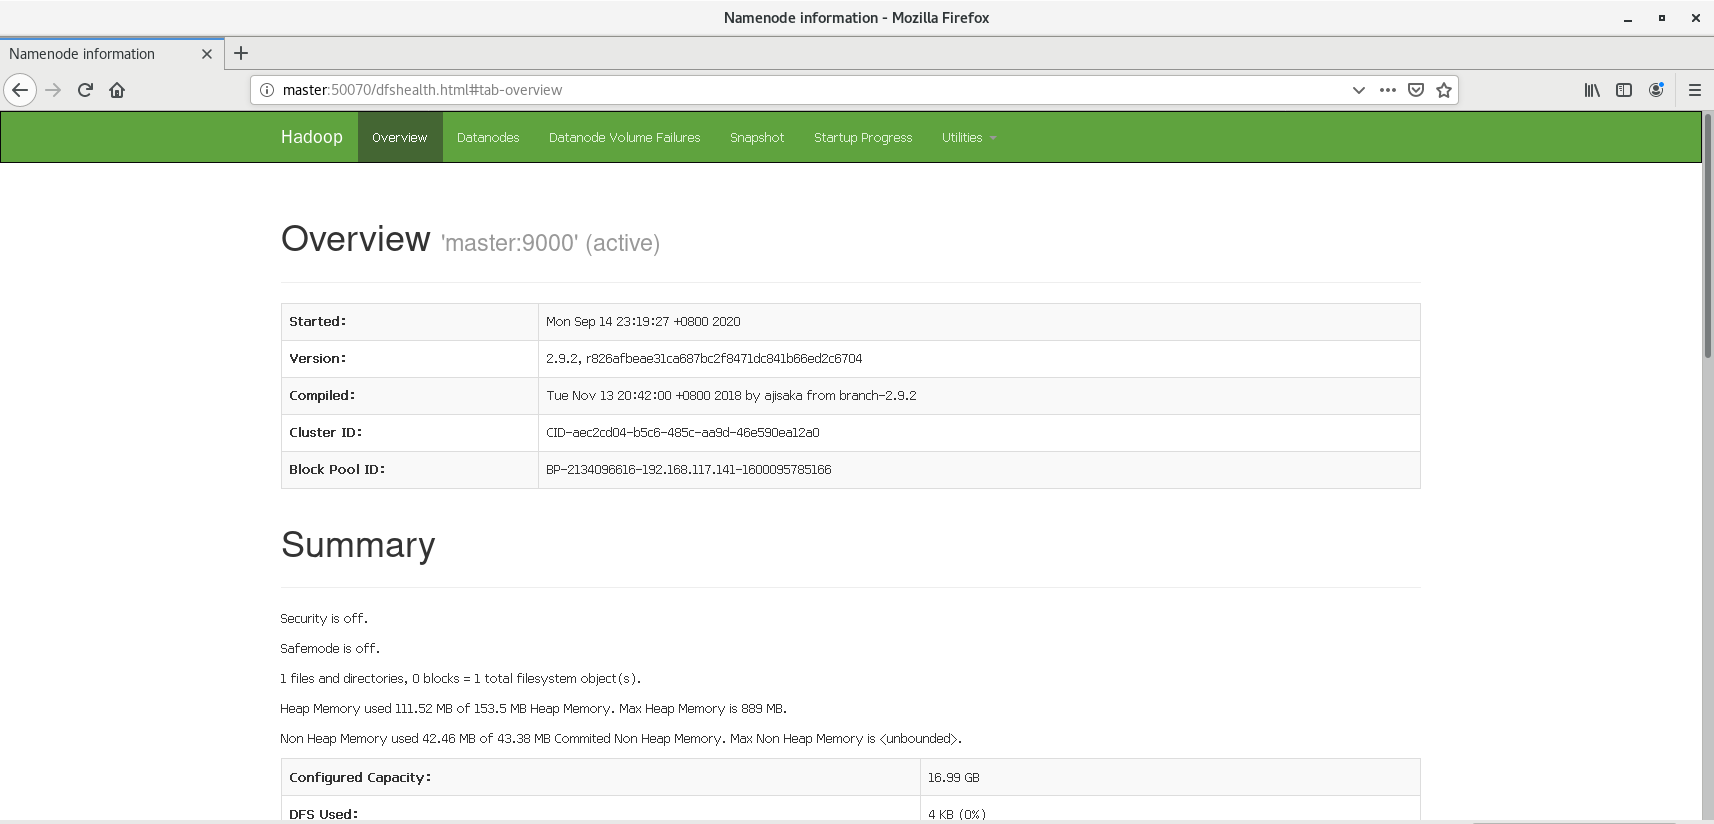 Namenode information - Mozilla Firefox
Namenode information
master:50070/dfshealth.html#tab-overview
Hadoop Overview Datanodes Datanode Volume Failures Snapshot Startup Progress Utilities
Overview 'master:9000' (active)
Started: Mon Sep 14 23:19:27 +0800 2020
Version: 2.9.2, r826afbeae31ca687bc2f8471dc841b66ed2c6704
Compiled: Tue Nov 13 20:42:00 +0800 2018 by ajisaka from branch-2.9.2
Cluster ID: CID-aec2cd04-b5c6-485c-aa9d-46e590ea12a0
Block Pool ID: BP-2134096616-192.168.117.141-1600095785166
Summary
Security is off.
Safemode is off.
1 files and directories, 0 blocks = 1 total filesystem object(s).
Heap Memory used 111.52 MB of 153.5 MB Heap Memory. Max Heap Memory is 889 MB.
Non Heap Memory used 42.46 MB of 43.38 MB Commited Non Heap Memory. Max Non Heap Memory is <unbounded>.
Configured Capacity: 16.99 GB
DFS Used: 4 KB (0%)